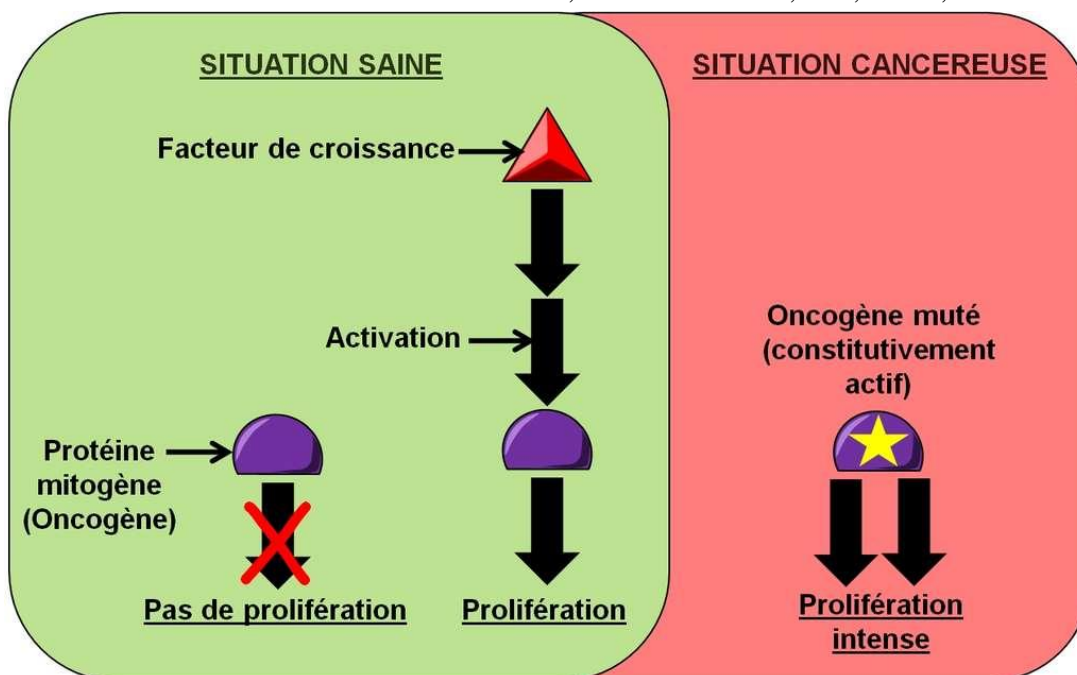 SITUATION SAINE
SITUATION CANCEREUSE
Facteur de croissance
Activation
Protéine
mitogène
(Oncogène)
Pas de prolifération
Prolifération
Oncogène muté
(constitutivement
actif)
Prolifération
intense